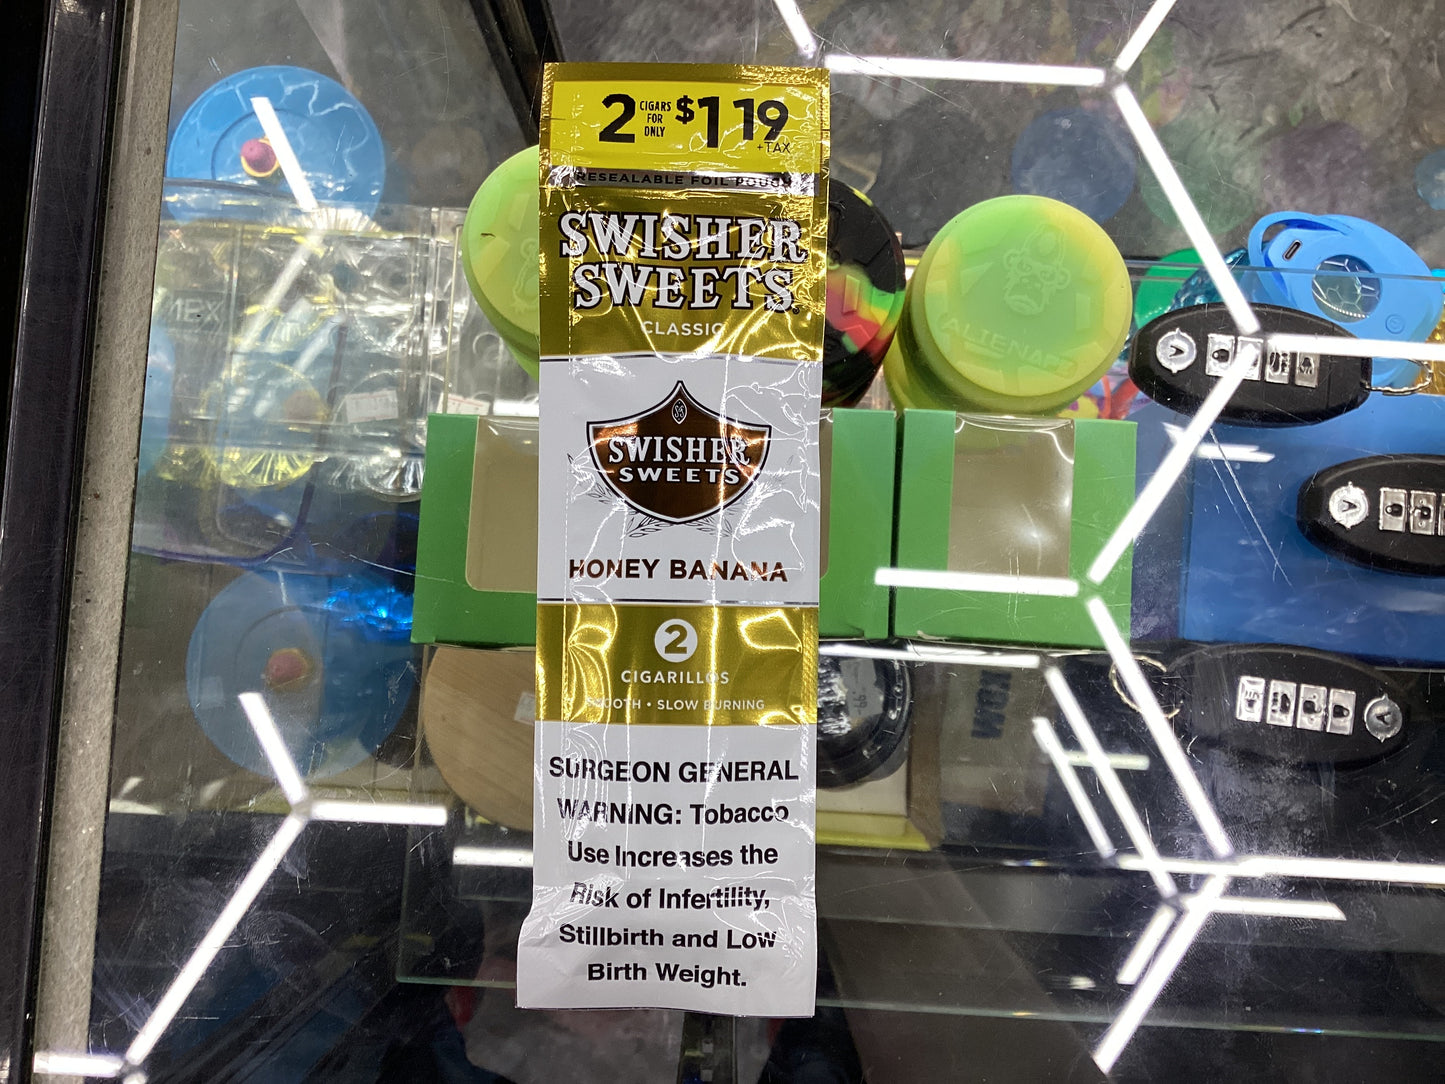 2 CIGARS FOR ONLY $1 19
+TAX
RESEALABLE FOIL POUCH
SWISHER
SWEETS
CLASSIC
SWISHER
SWEETS
HONEY BANANA
2
CIGARILLOS
SMOOTH • SLOW BURNING
SURGEON GENERAL
WARNING: Tobacco
Use Increases the
Risk of Infertility,
Stillbirth and Low
Birth Weight.